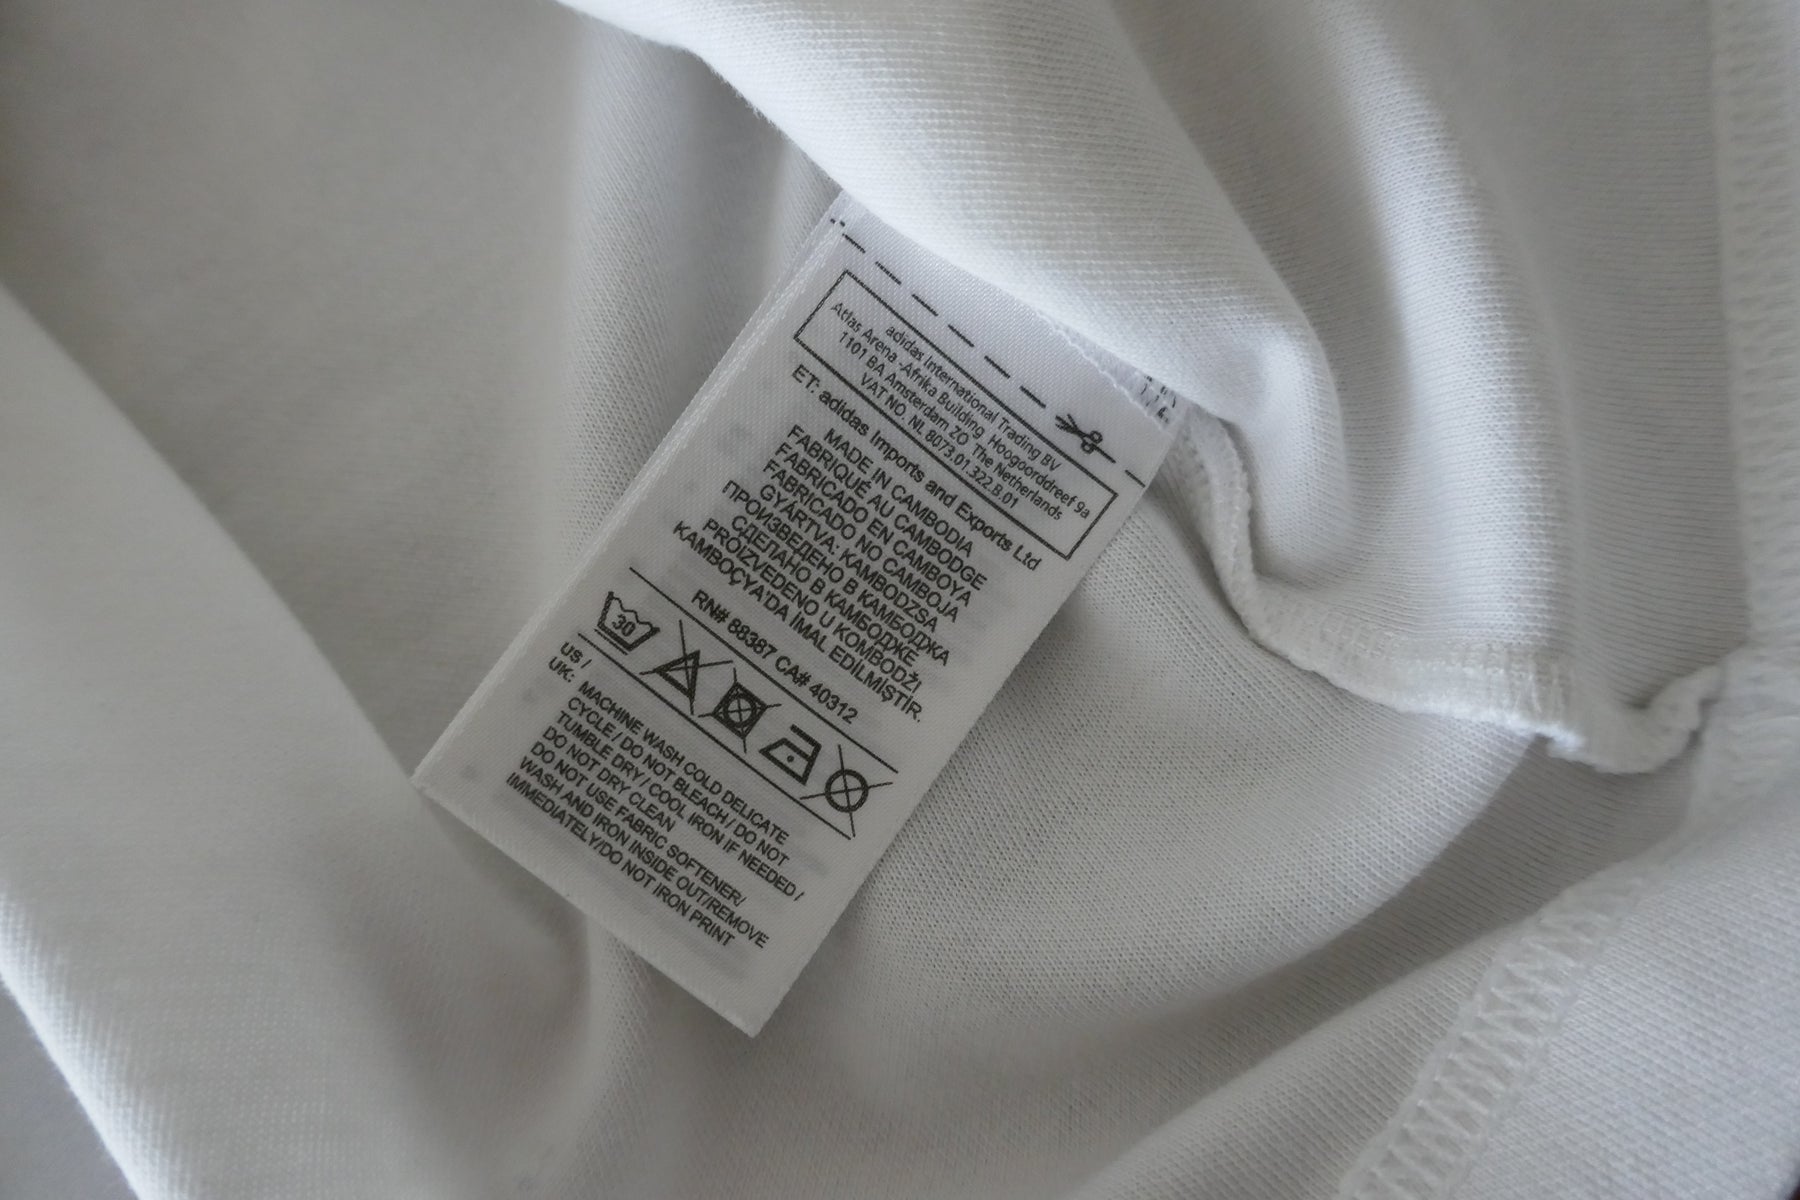 adidas International Trading BV
Atlas Arena -Afrika Building Hoogoorddreef 9a
1101 BA Amsterdam ZO The Netherlands
VAT NO. NL 8073.01.322.B.01
ET: adidas Imports and Exports Ltd
MADE IN CAMBODIA
FABRIQUÉ AU CAMBODGE
FABRICADO EN CAMBOYA
FABRICADO NO CAMBOJA
GYÁRTVA: KAMBODZSA
ПРОИЗВЕДЕНО В КАМБОДЖА
СДЕЛАНО В КАМБОДЖЕ
PROIZVEDENO U KOMBODŽI
KAMBOÇYA'DA İMAL EDİLMİŞTİR.
RN# 88387 CA# 40312
30
US /
UK: MACHINE WASH COLD DELICATE
CYCLE / DO NOT BLEACH / DO NOT
TUMBLE DRY / COOL IRON IF NEEDED /
DO NOT DRY CLEAN
DO NOT USE FABRIC SOFTENER/
WASH AND IRON INSIDE OUT/REMOVE
IMMEDIATELY/DO NOT IRON PRINT